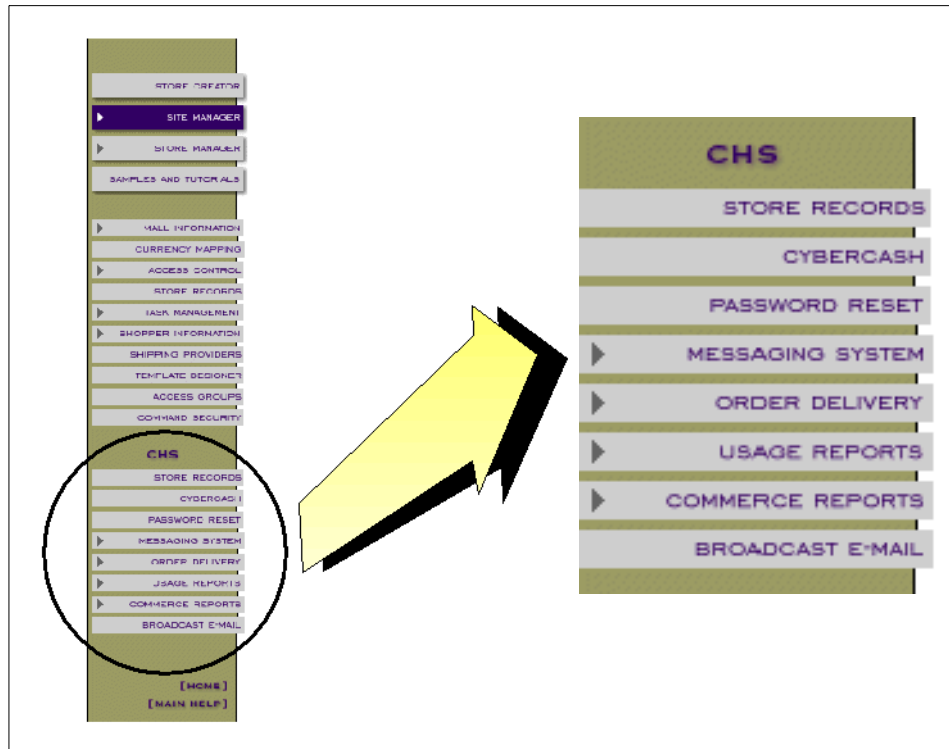 STORE CREATOR
SITE MANAGER
STORE MANAGER
SAMPLES AND TUTORIALS
MALL INFORMATION
CURRENCY MAPPING
ACCESS CONTROL
STORE RECORDS
TASK MANAGEMENT
SHOPPER INFORMATION
SHIPPING PROVIDERS
TEMPLATE DESIGNER
ACCESS GROUPS
COMMAND SECURITY
CHS
STORE RECORDS
CYBERCASH
PASSWORD RESET
MESSAGING SYSTEM
ORDER DELIVERY
USAGE REPORTS
COMMERCE REPORTS
BROADCAST E-MAIL
[HOME]
[MAIN HELP]
CHS
STORE RECORDS
CYBERCASH
PASSWORD RESET
MESSAGING SYSTEM
ORDER DELIVERY
USAGE REPORTS
COMMERCE REPORTS
BROADCAST E-MAIL